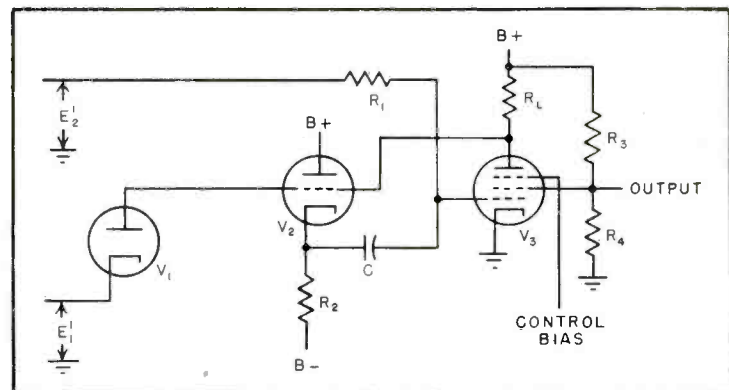 B+
R1
RL
E'2
B+
R3
OUTPUT
V2
V3
V1
C
R4
R2
E'1
CONTROL
BIAS
B-